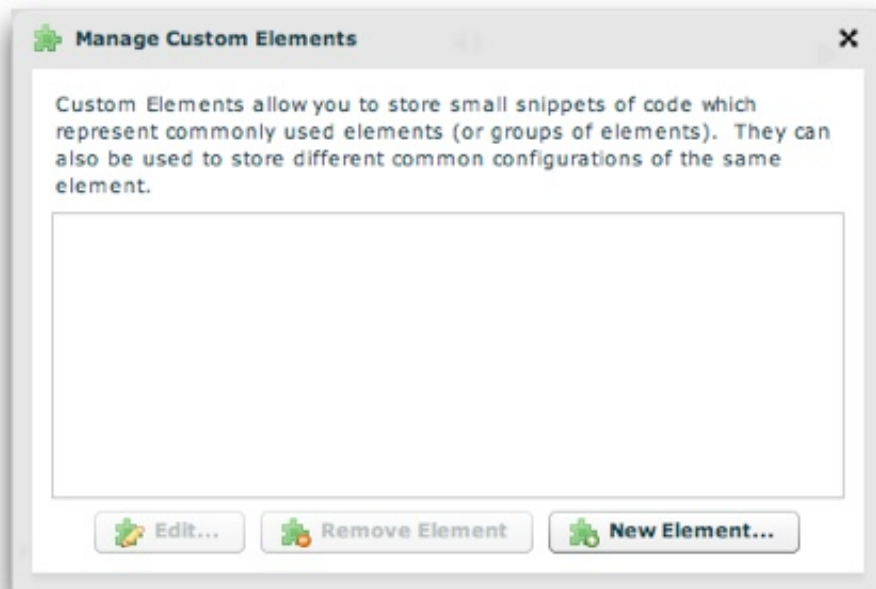 Manage Custom Elements
Custom Elements allow you to store small snippets of code which
represent commonly used elements (or groups of elements).  They can
also be used to store different common configurations of the same
element.
Edit...
Remove Element
New Element...